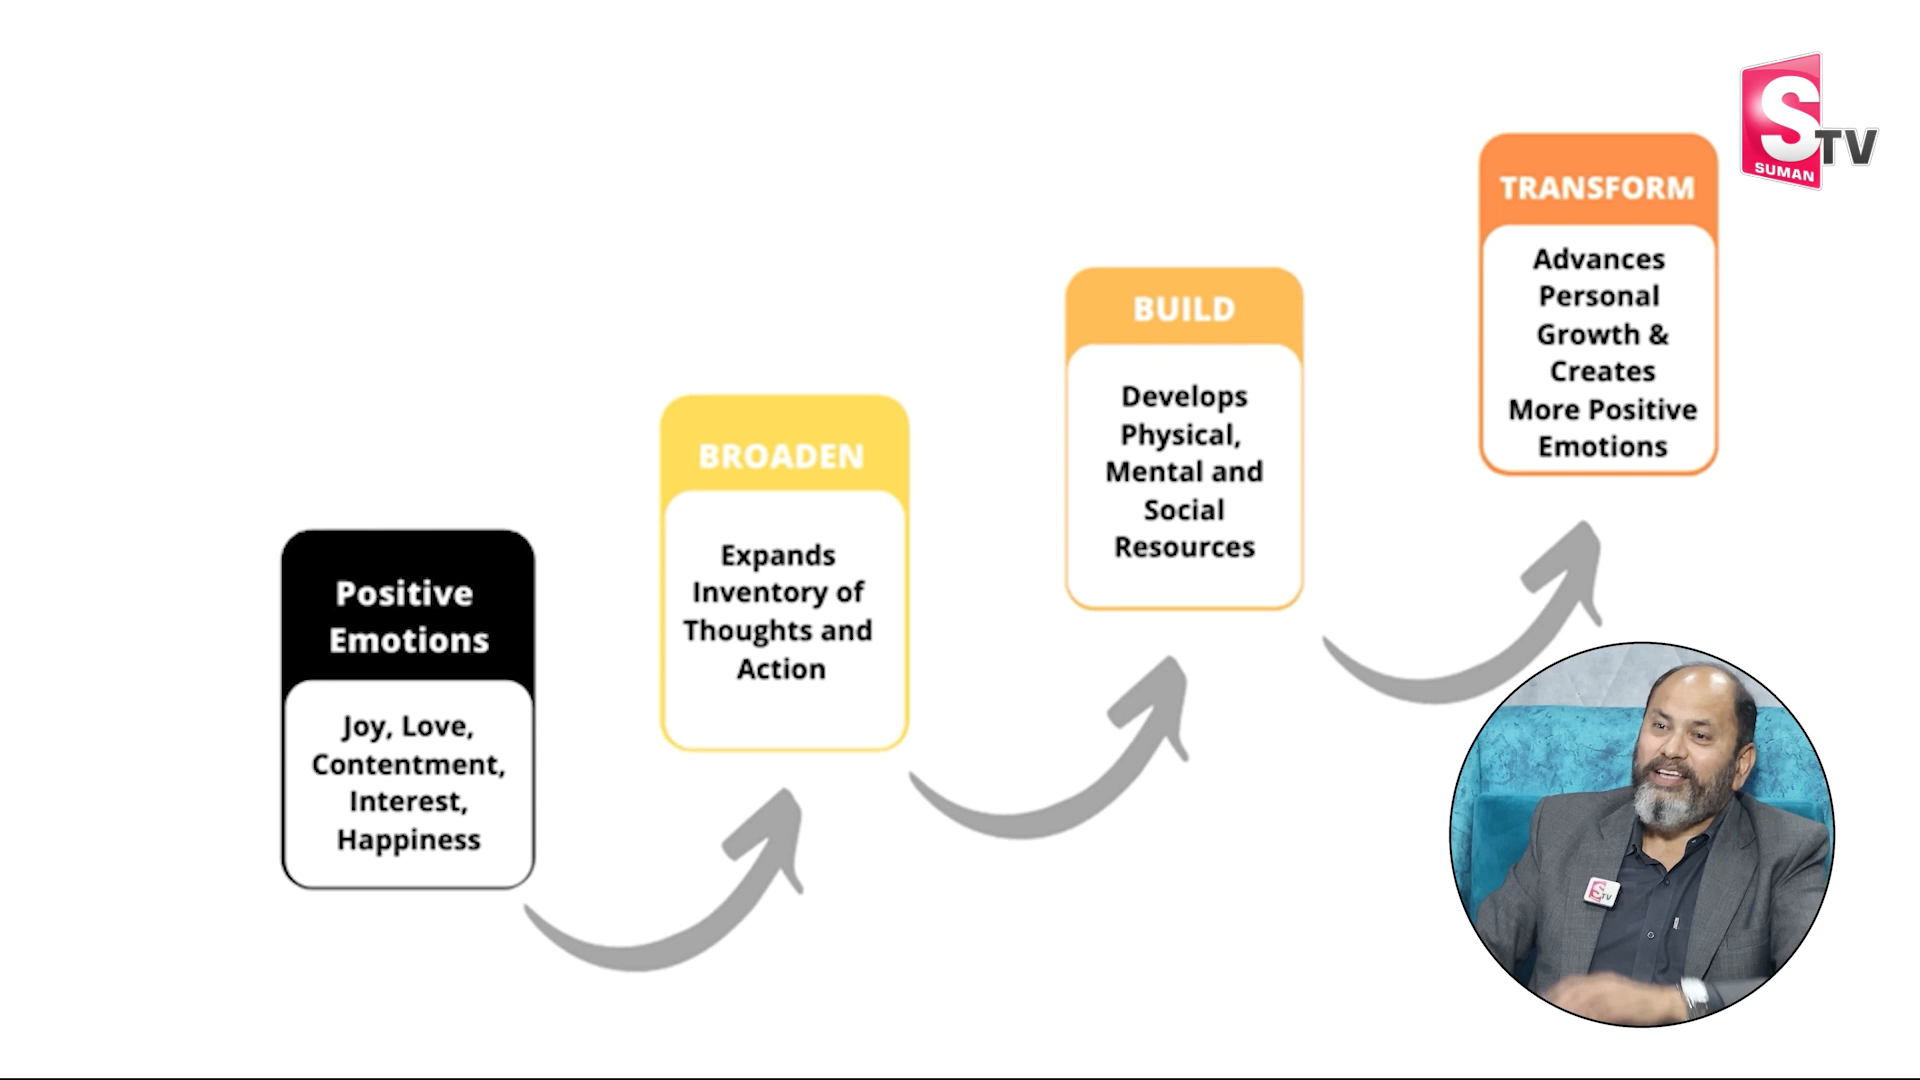 Positive
Emotions
Joy, Love,
Contentment,
Interest,
Happiness
BROADEN
Expands
Inventory of
Thoughts and
Action
BUILD
Develops
Physical,
Mental and
Social
Resources
TRANSFORM
Advances
Personal
Growth &
Creates
More Positive
Emotions
S TV
SUMAN
S TV